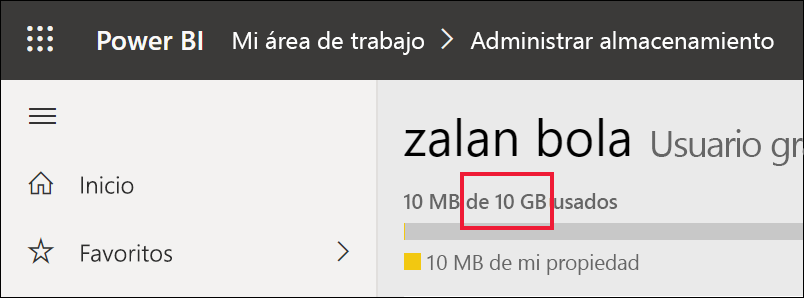 Power BI Mi área de trabajo > Administrar almacenamiento
zalan bola Usuario gr
10 MB de 10 GB usados
10 MB de mi propiedad
Inicio
Favoritos